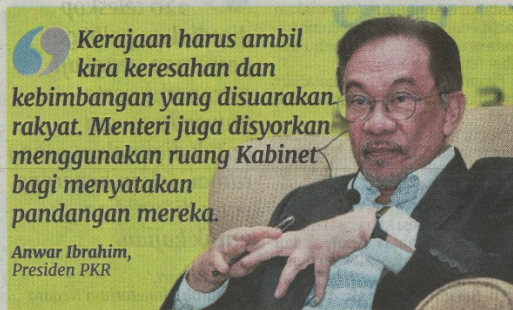 Kerajaan harus ambil
kira keresahan dan
kebimbangan yang disuarakan
rakyat. Menteri juga disyorkan
menggunakan ruang Kabinet
bagi menyatakan
pandangan mereka.
Anwar Ibrahim,
Presiden PKR